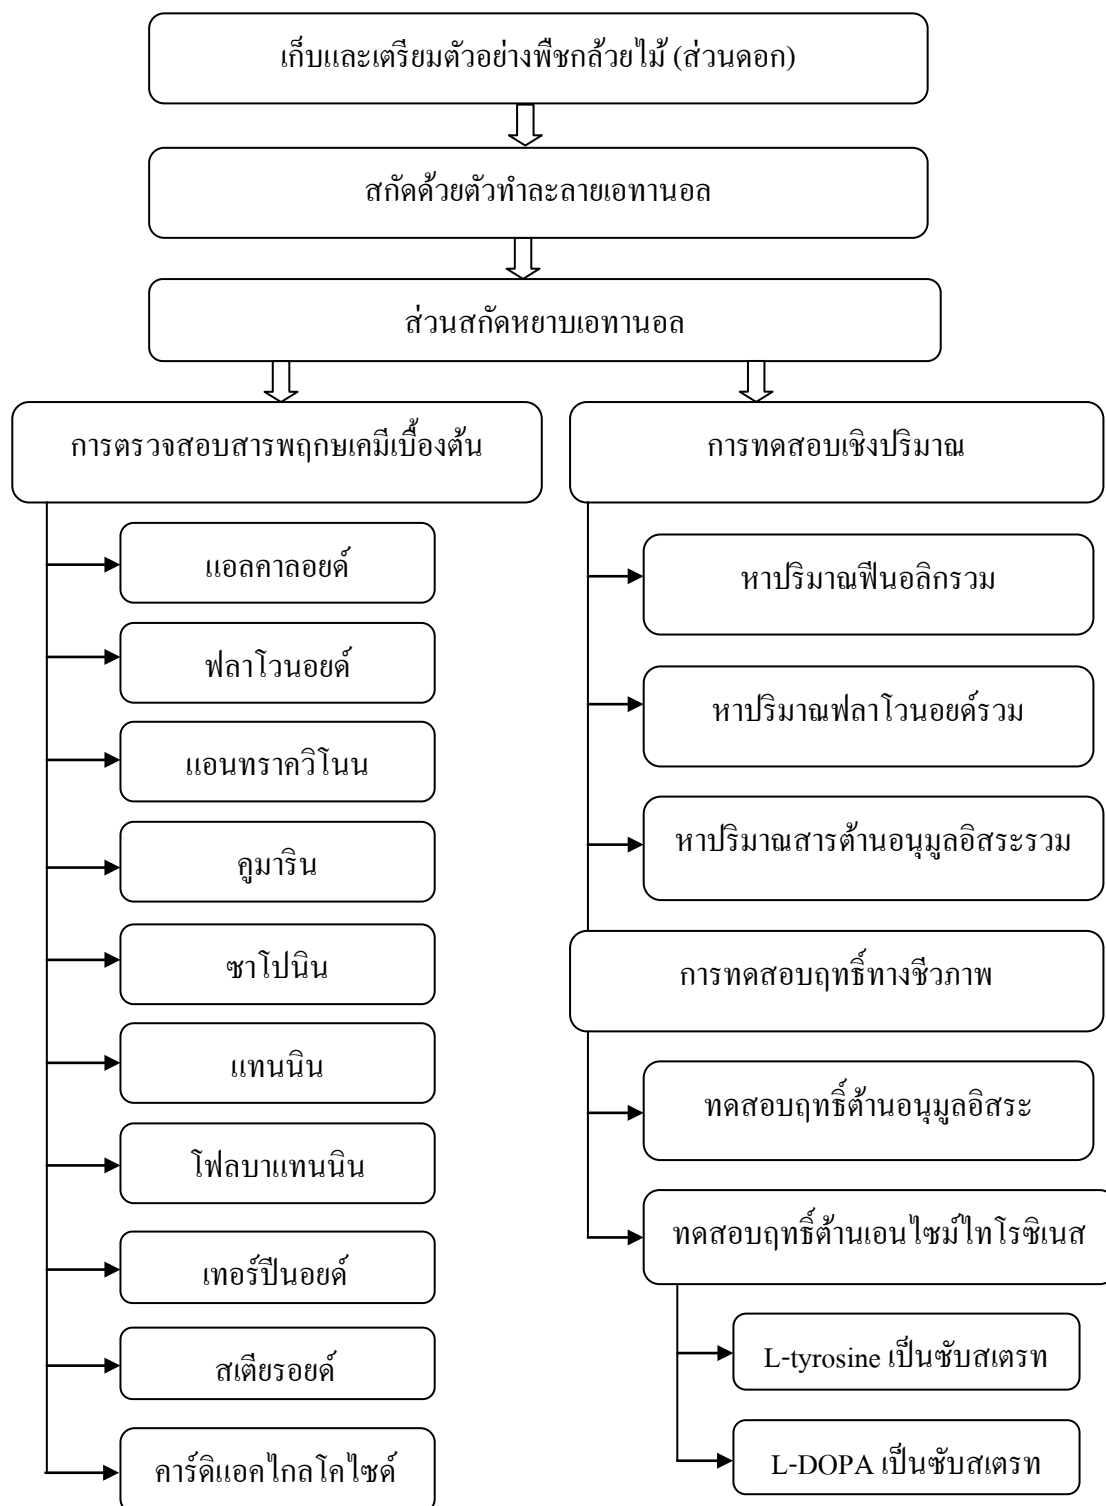 เก็บและเตรียมตัวอย่างพืชกล้วยไม้ (ส่วนดอก)
สกัดด้วยตัวทำละลายเอทานอล
ส่วนสกัดหยาบเอทานอล
การตรวจสอบสารพฤกษเคมีเบื้องต้น
แอลคาลอยด์
ฟลาโวนอยด์
แอนทราควิโนน
คูมาริน
ซาโปนิน
แทนนิน
โฟลบาแทนนิน
เทอร์ปีนอยด์
สเตียรอยด์
คาร์ดิแอคไกลโคไซด์
การทดสอบเชิงปริมาณ
หาปริมาณฟีนอลิกรวม
หาปริมาณฟลาโวนอยด์รวม
หาปริมาณสารต้านอนุมูลอิสระรวม
การทดสอบฤทธิ์ทางชีวภาพ
ทดสอบฤทธิ์ต้านอนุมูลอิสระ
ทดสอบฤทธิ์ต้านเอนไซม์ไทโรซิเนส
L-tyrosine เป็นซับสเตรท
L-DOPA เป็นซับสเตรท